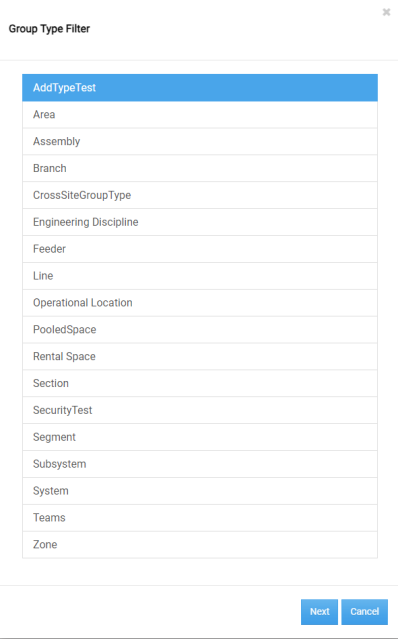 Group Type Filter
AddTypeTest
Area
Assembly
Branch
CrossSiteGroupType
Engineering Discipline
Feeder
Line
Operational Location
PooledSpace
Rental Space
Section
SecurityTest
Segment
Subsystem
System
Teams
Zone
Next Cancel